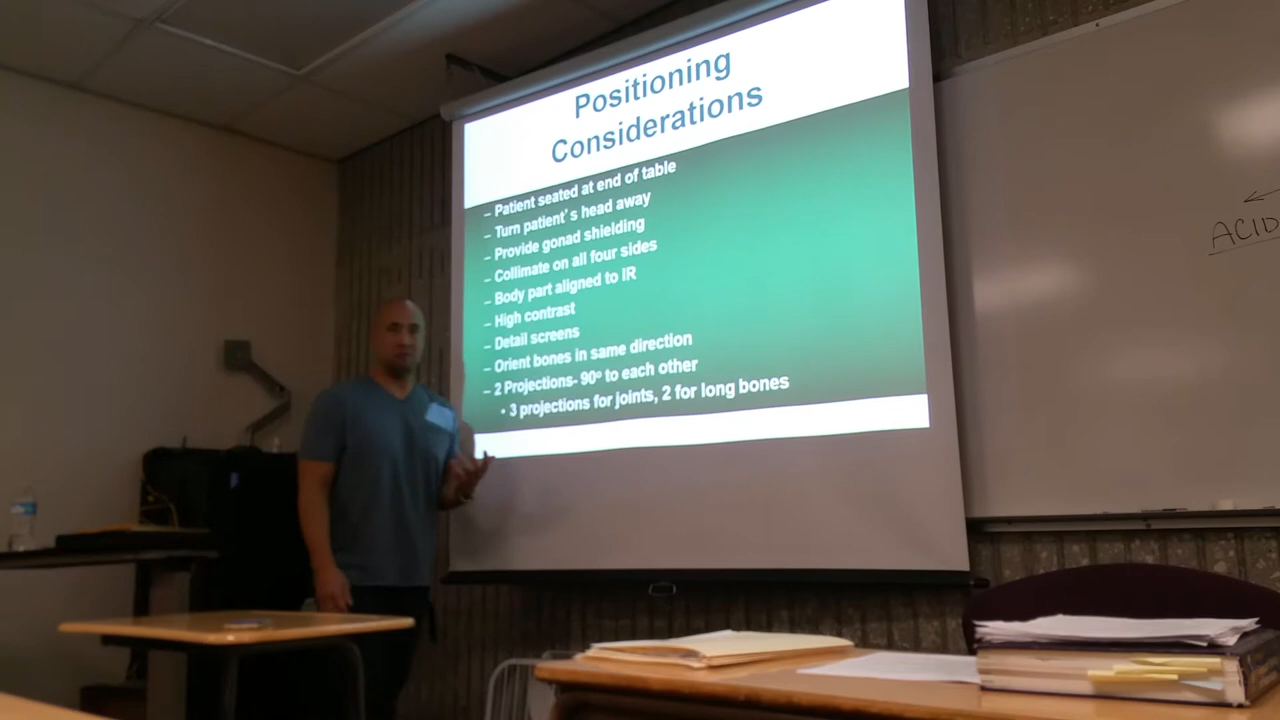 Positioning
Considerations
– Patient seated at end of table
– Turn patient's head away
– Provide gonad shielding
– Collimate on all four sides
– Body part aligned to IR
– High contrast
– Detail screens
– Orient bones in same direction
– 2 Projections- 90º to each other
• 3 projections for joints, 2 for long bones
ACID